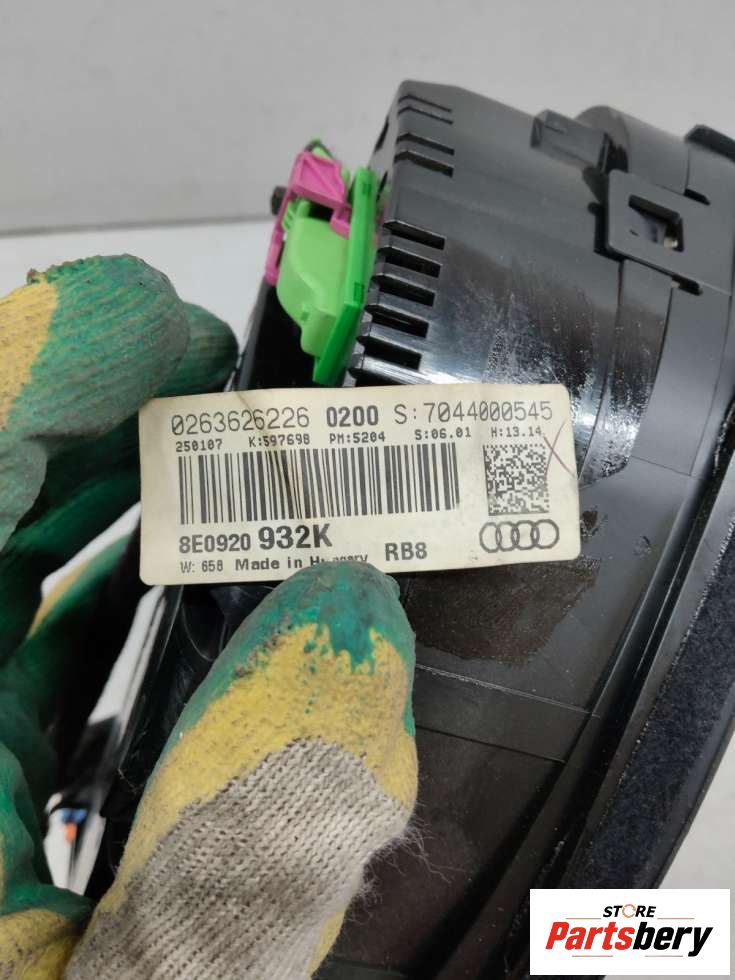 0263626226 0200 S:7044000545
250107 K:597698 PM:5204 S:06.01 H:13.14
8E0920 932K RB8
W: 658 Made in Hungary
STORE
Partsbery